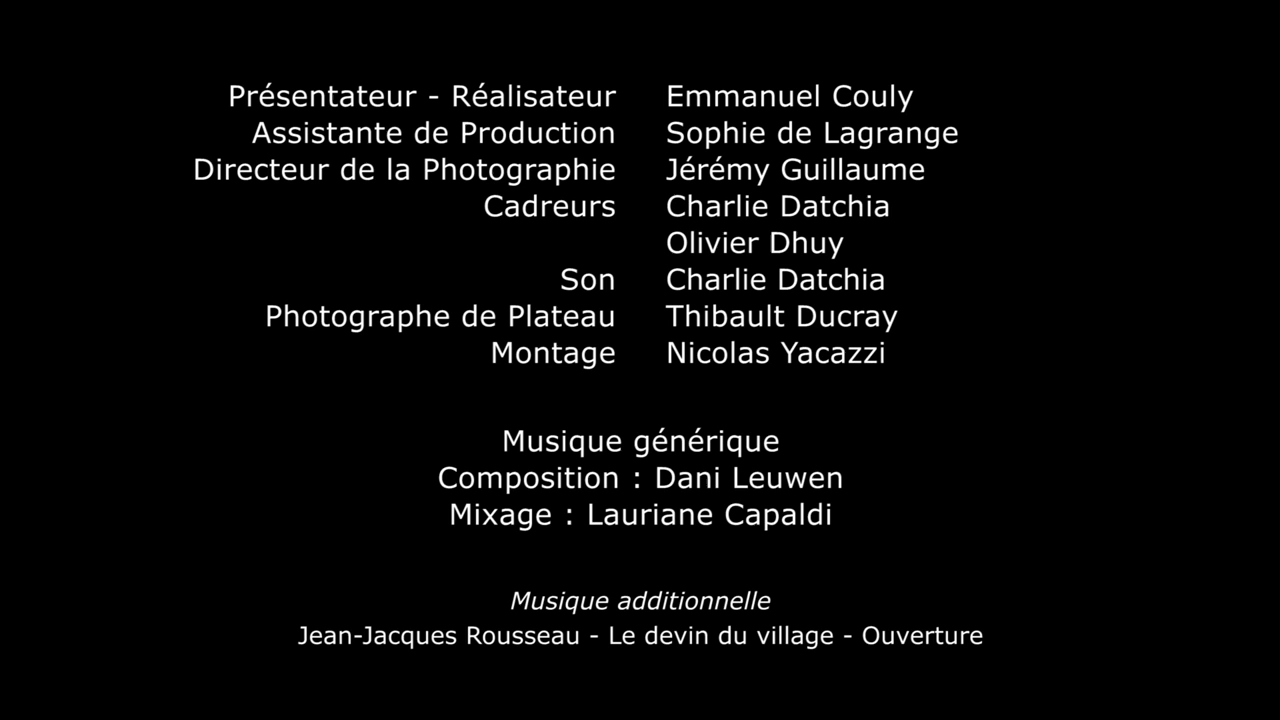 Présentateur - Réalisateur Emmanuel Couly
Assistante de Production Sophie de Lagrange
Directeur de la Photographie Jérémy Guillaume
Cadreurs Charlie Datchia
Olivier Dhuy
Son Charlie Datchia
Photographe de Plateau Thibault Ducray
Montage Nicolas Yacazzi
Musique générique
Composition : Dani Leuwen
Mixage : Lauriane Capaldi
Musique additionnelle
Jean-Jacques Rousseau - Le devin du village - Ouverture